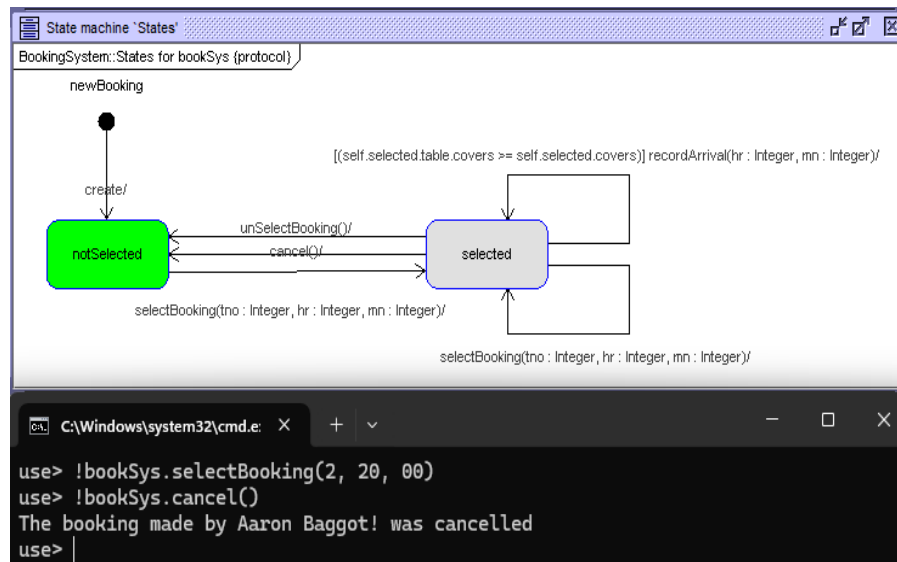 State machine `States'
BookingSystem::States for bookSys {protocol}
newBooking
[(self.selected.table.covers >= self.selected.covers)] recordArrival(hr : Integer, mn : Integer)/
create/
unSelectBooking()/
notSelected
cancel()/
selected
selectBooking(tno : Integer, hr : Integer, mn : Integer)/
selectBooking(tno : Integer, hr : Integer, mn : Integer)/
C:\Windows\system32\cmd.e:
use> !bookSys.selectBooking(2, 20, 00)
use> !bookSys.cancel()
The booking made by Aaron Baggot! was cancelled
use>